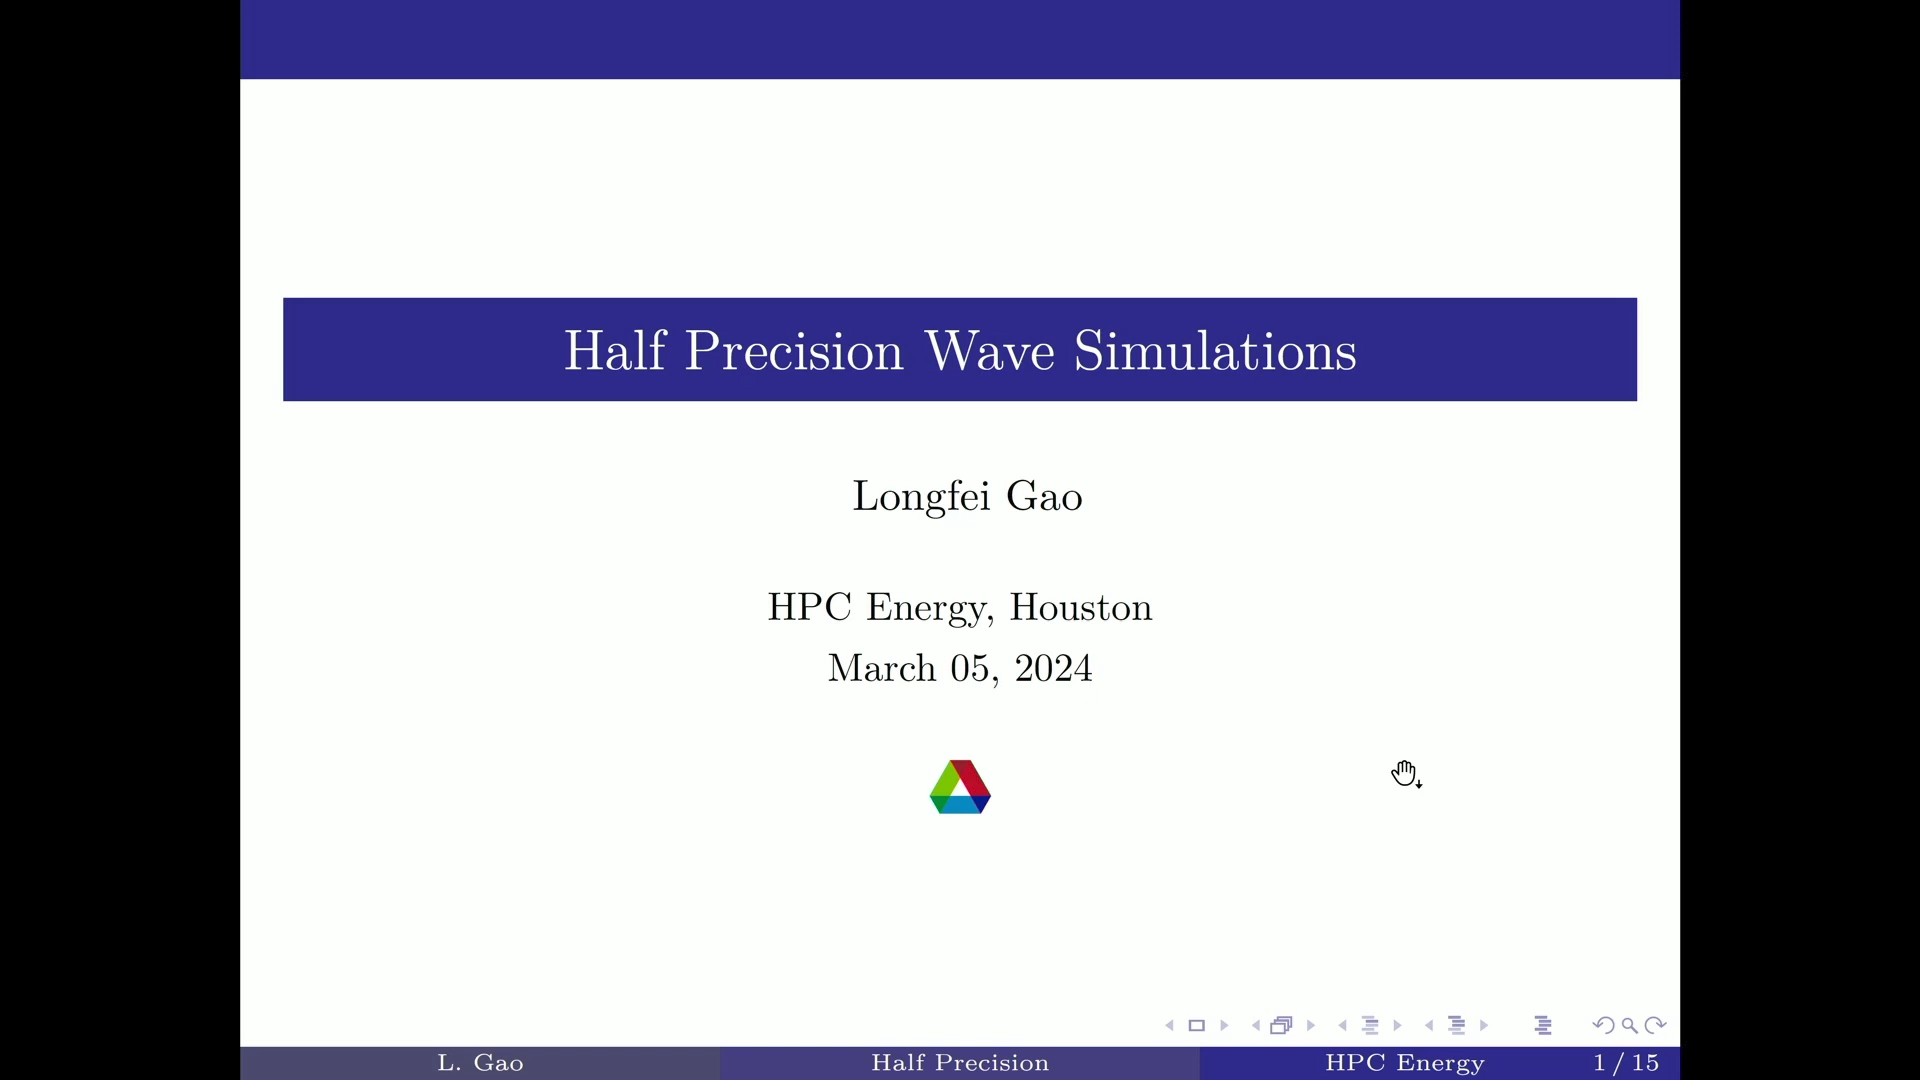 Half Precision Wave Simulations
Longfei Gao
HPC Energy, Houston
March 05, 2024
L. Gao
Half Precision
HPC Energy
1 / 15